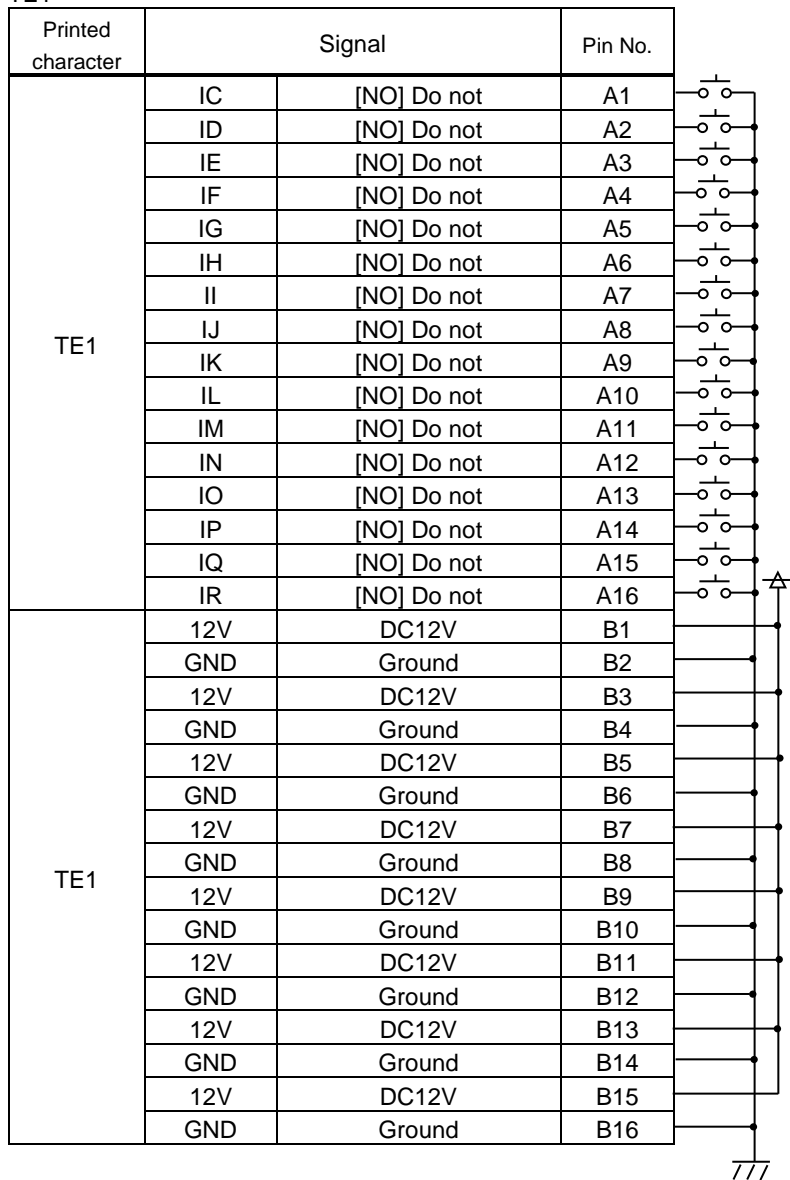 Printed character Signal Pin No.
TE1
IC [NO] Do not A1
ID [NO] Do not A2
IE [NO] Do not A3
IF [NO] Do not A4
IG [NO] Do not A5
IH [NO] Do not A6
II [NO] Do not A7
IJ [NO] Do not A8
IK [NO] Do not A9
IL [NO] Do not A10
IM [NO] Do not A11
IN [NO] Do not A12
IO [NO] Do not A13
IP [NO] Do not A14
IQ [NO] Do not A15
IR [NO] Do not A16
TE1
12V DC12V B1
GND Ground B2
12V DC12V B3
GND Ground B4
12V DC12V B5
GND Ground B6
12V DC12V B7
GND Ground B8
12V DC12V B9
GND Ground B10
12V DC12V B11
GND Ground B12
12V DC12V B13
GND Ground B14
12V DC12V B15
GND Ground B16